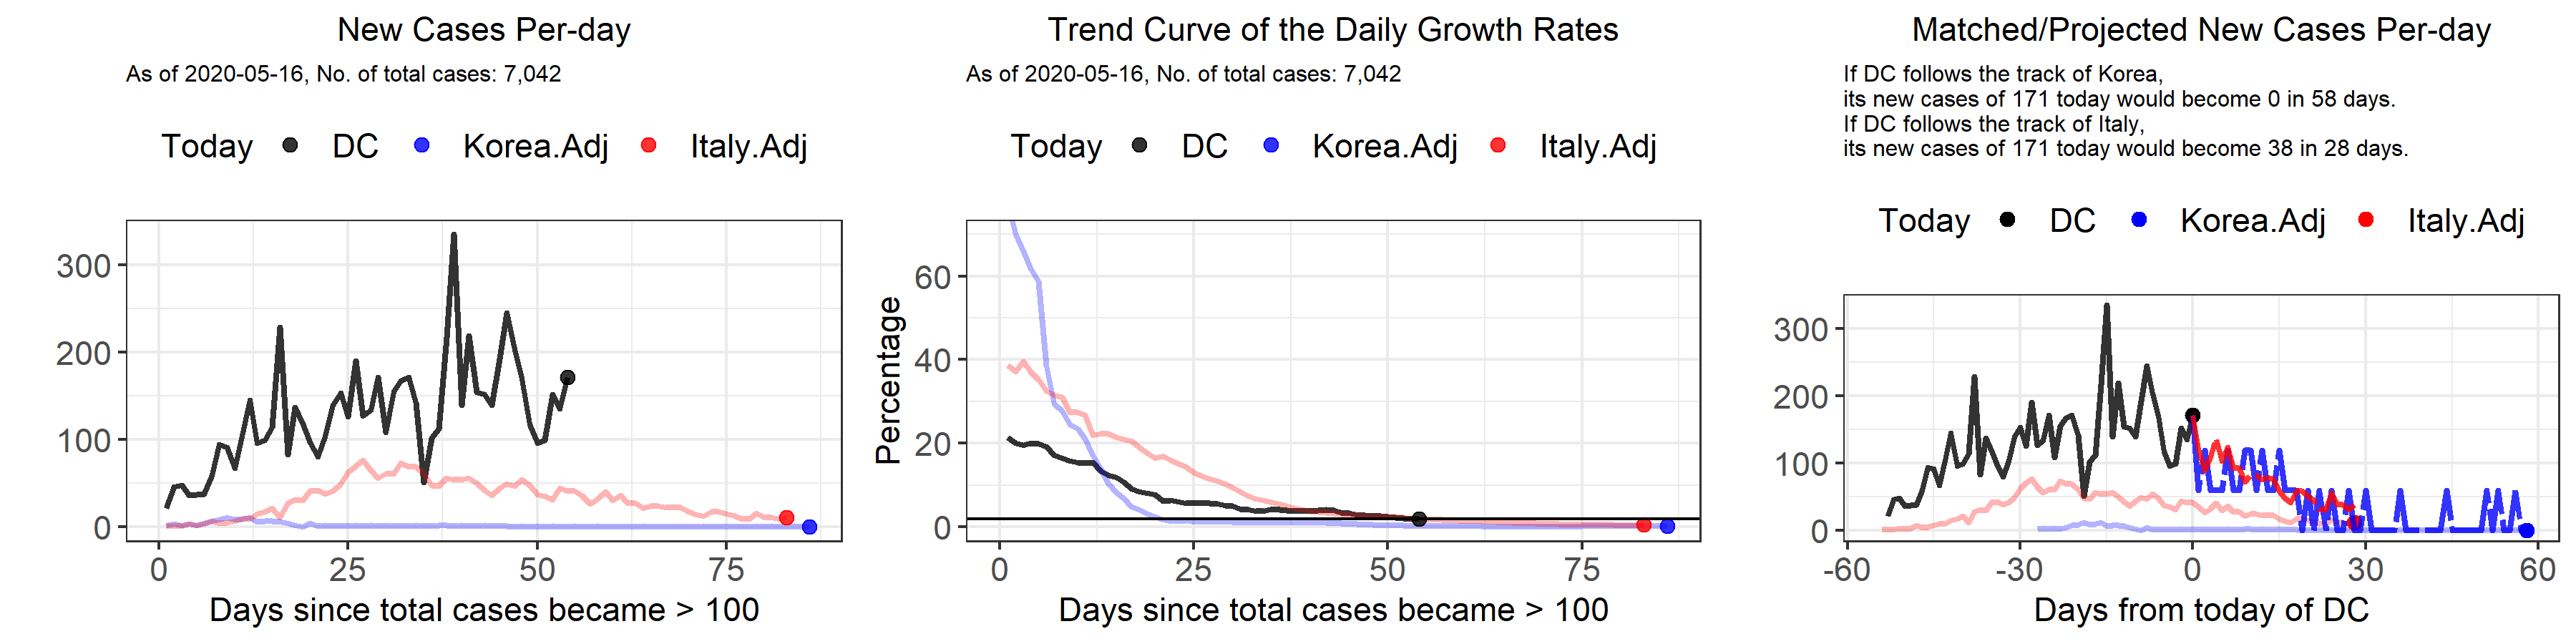 New Cases Per-day
As of 2020-05-16, No. of total cases: 7,042
Today DC Korea.Adj Italy.Adj
300
200
100
0
0 25 50 75
Days since total cases became > 100
Trend Curve of the Daily Growth Rates
As of 2020-05-16, No. of total cases: 7,042
Today DC Korea.Adj Italy.Adj
Percentage
60
40
20
0
0 25 50 75
Days since total cases became > 100
Matched/Projected New Cases Per-day
If DC follows the track of Korea,
its new cases of 171 today would become 0 in 58 days.
If DC follows the track of Italy,
its new cases of 171 today would become 38 in 28 days.
Today DC Korea.Adj Italy.Adj
300
200
100
0
-60 -30 0 30 60
Days from today of DC